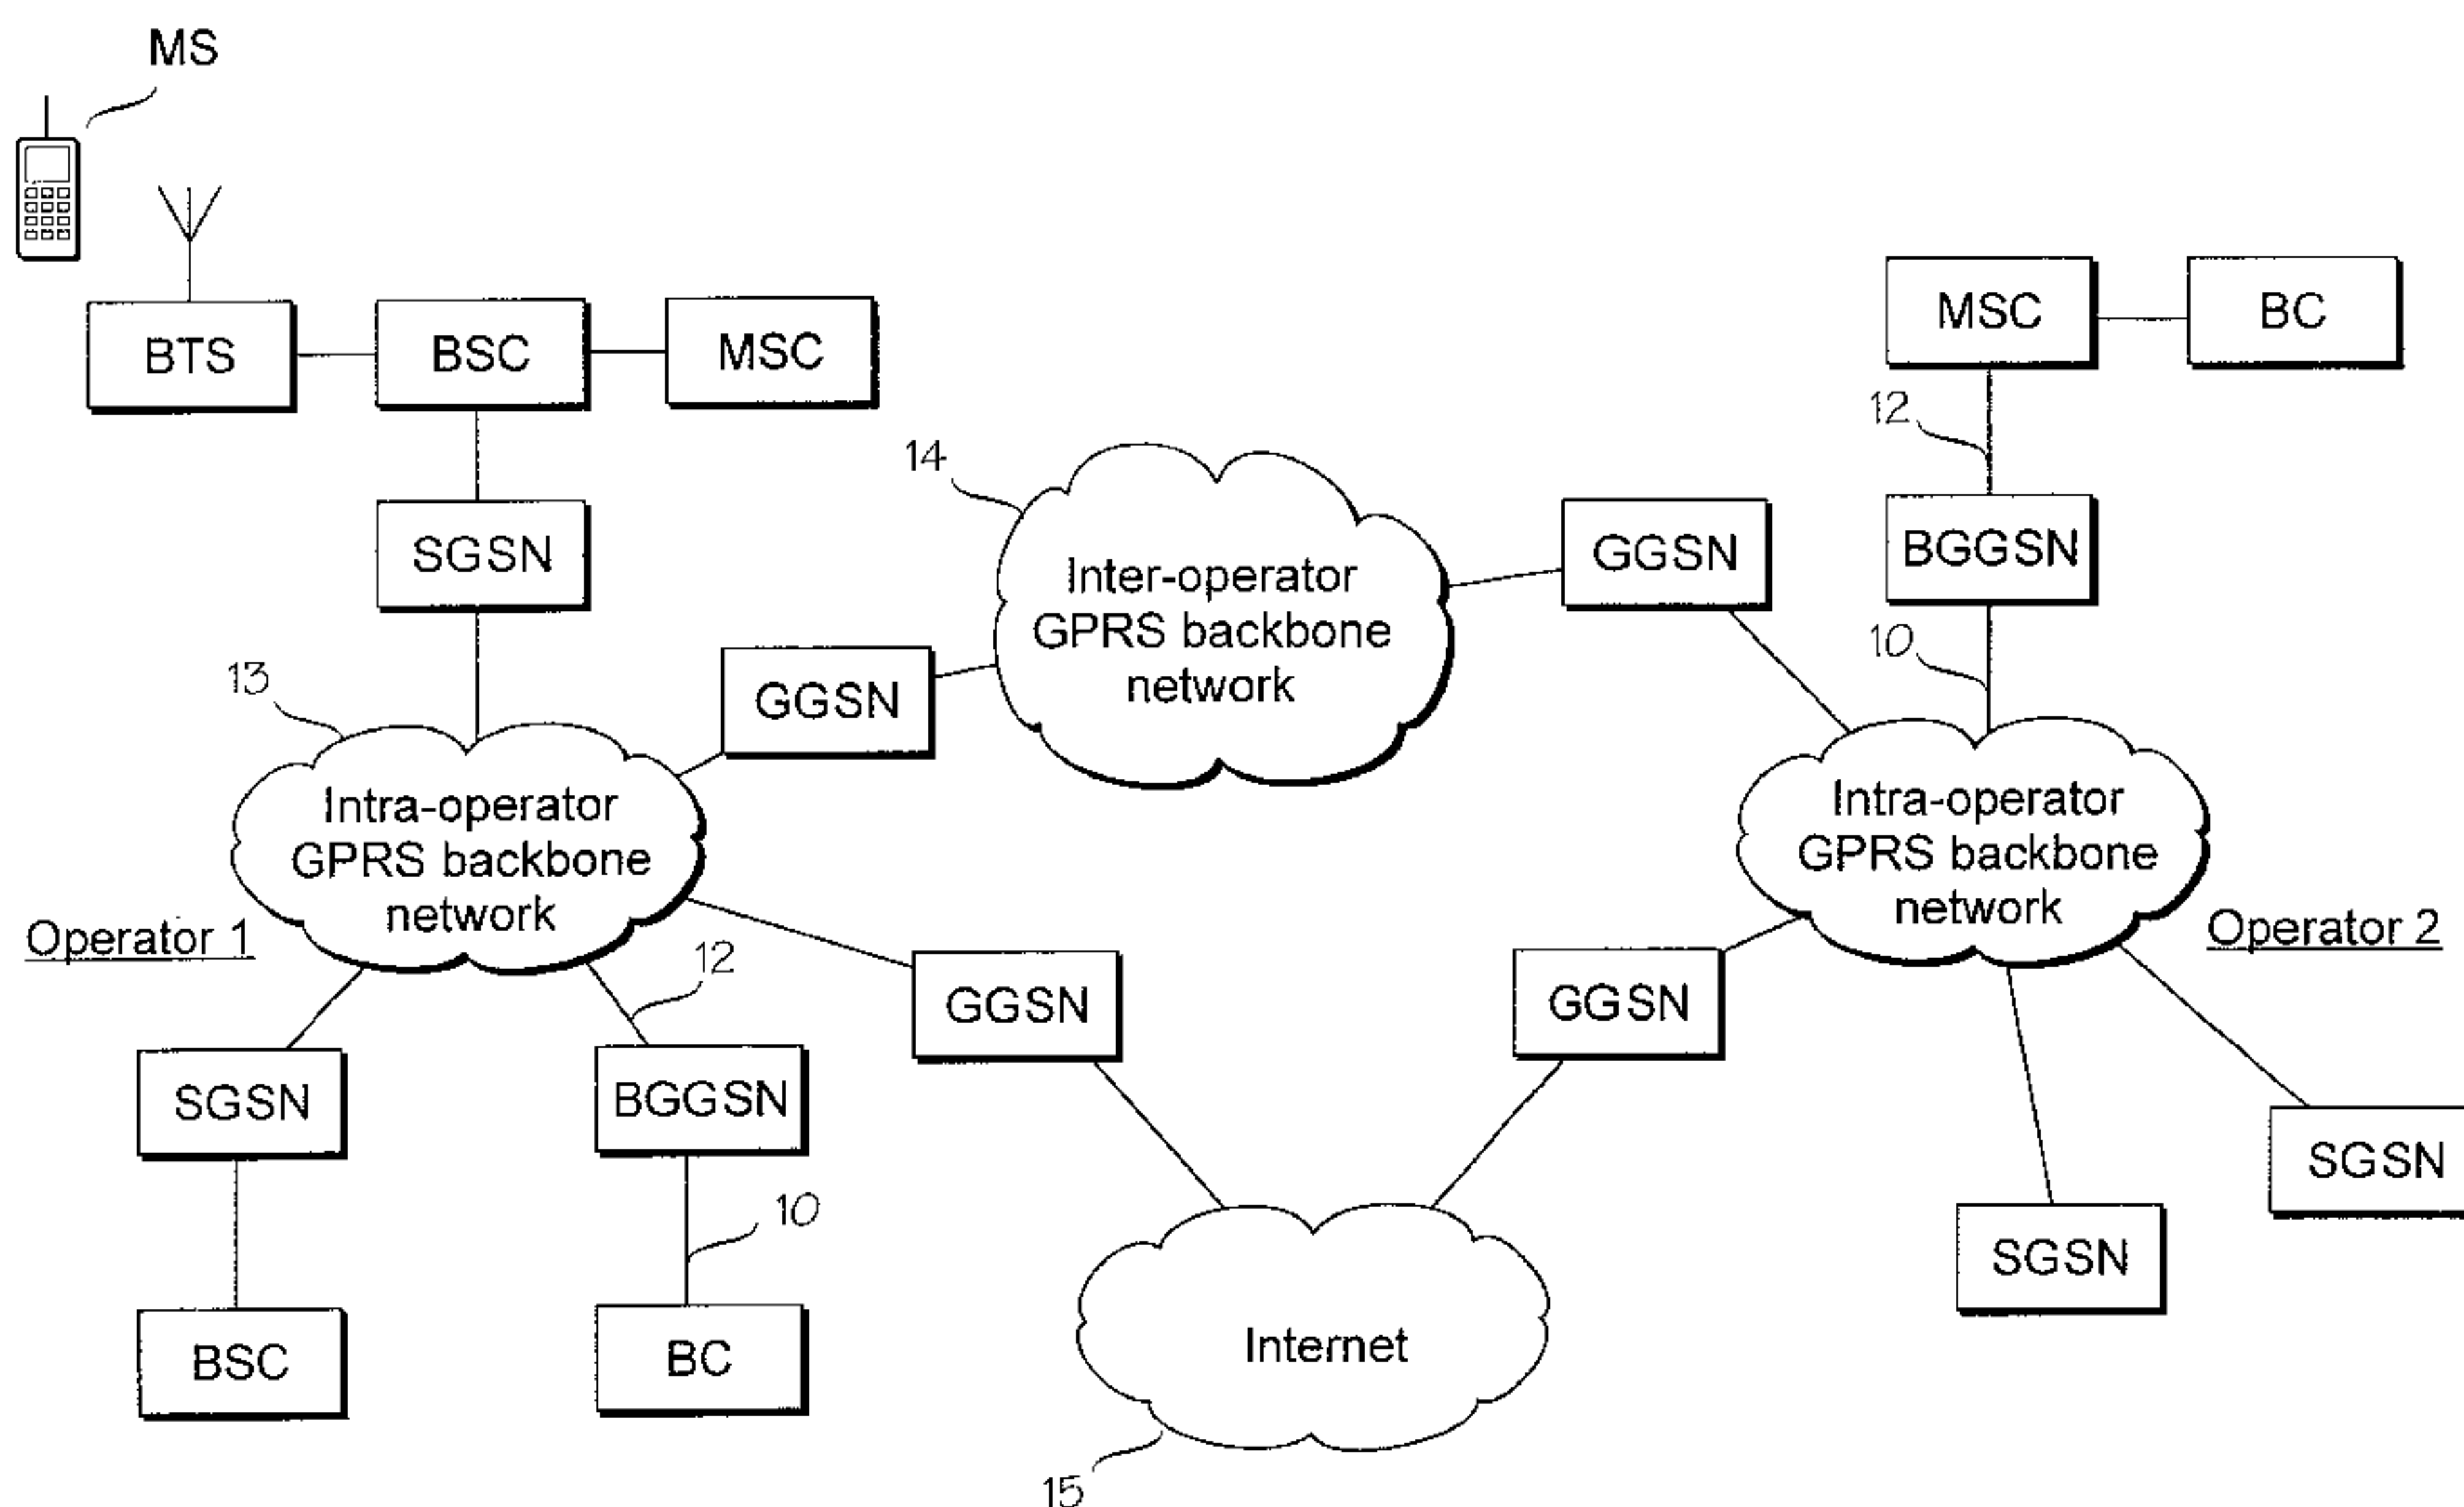 MS
BTS
BSC
MSC
MSC
BC
12
14
SGSN
Inter-operator
GPRS backbone
network
GGSN
BGGSN
10
13
GGSN
Intra-operator
GPRS backbone
network
Intra-operator
GPRS backbone
network
Operator 1
Operator 2
12
GGSN
GGSN
SGSN
BGGSN
SGSN
10
SGSN
BSC
BC
Internet
15